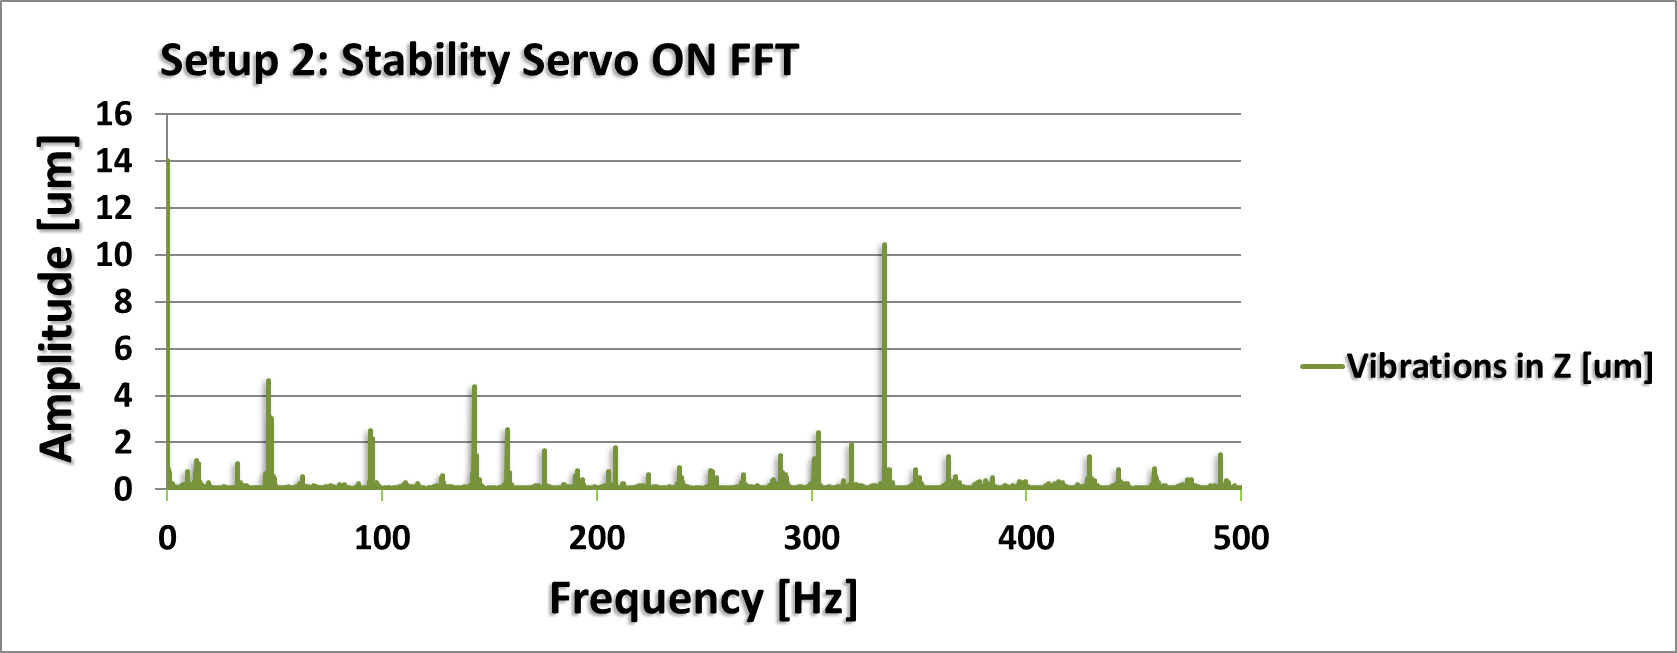 Setup 2: Stability Servo ON FFT
16
14
12
10
8
6
4
2
0
Amplitude [um]
0 100 200 300 400 500
Frequency [Hz]
Vibrations in Z [um]